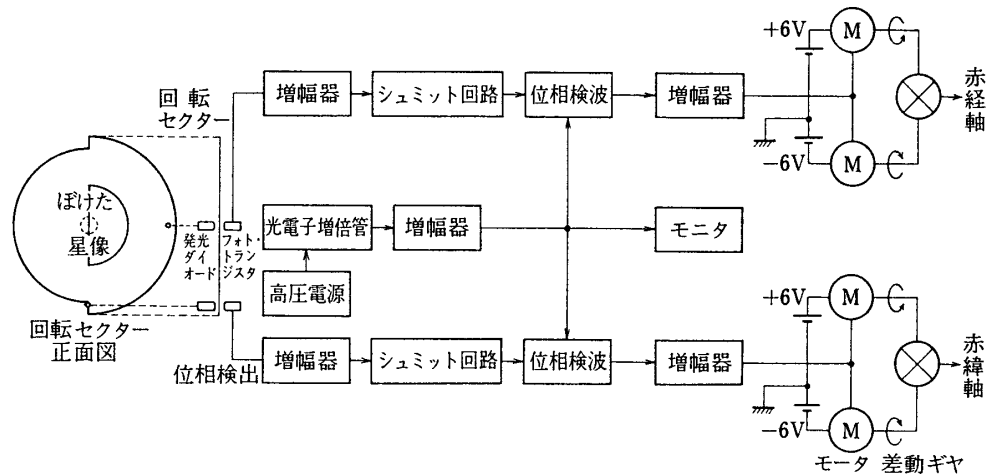 回転
セクター
増幅器
シュミット回路
位相検波
増幅器
+6V
-6V
M
M
赤経軸
ぼけた
星像
発光
ダイ
オード
フォト・
トラン
ジスタ
光電子増倍管
増幅器
モニタ
高圧電源
回転セクター
正面図
位相検出
増幅器
シュミット回路
位相検波
増幅器
+6V
-6V
M
M
赤緯軸
モータ
差動ギヤ